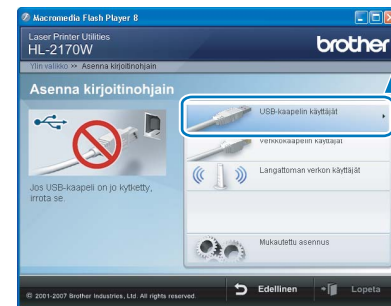 Macromedia Flash Player 8
Laser Printer Utilities
HL-2170W
brother
Ylin valikko >> Asenna kirjoitinohjain
Asenna kirjoitinohjain
USB-kaapelin käyttäjät
Verkkokaapelin käyttäjät
Langattoman verkon käyttäjät
Jos USB-kaapeli on jo kytketty,
irrota se.
Mukautettu asennus
© 2001-2007 Brother Industries, Ltd. All rights reserved.
Edellinen
Lopeta